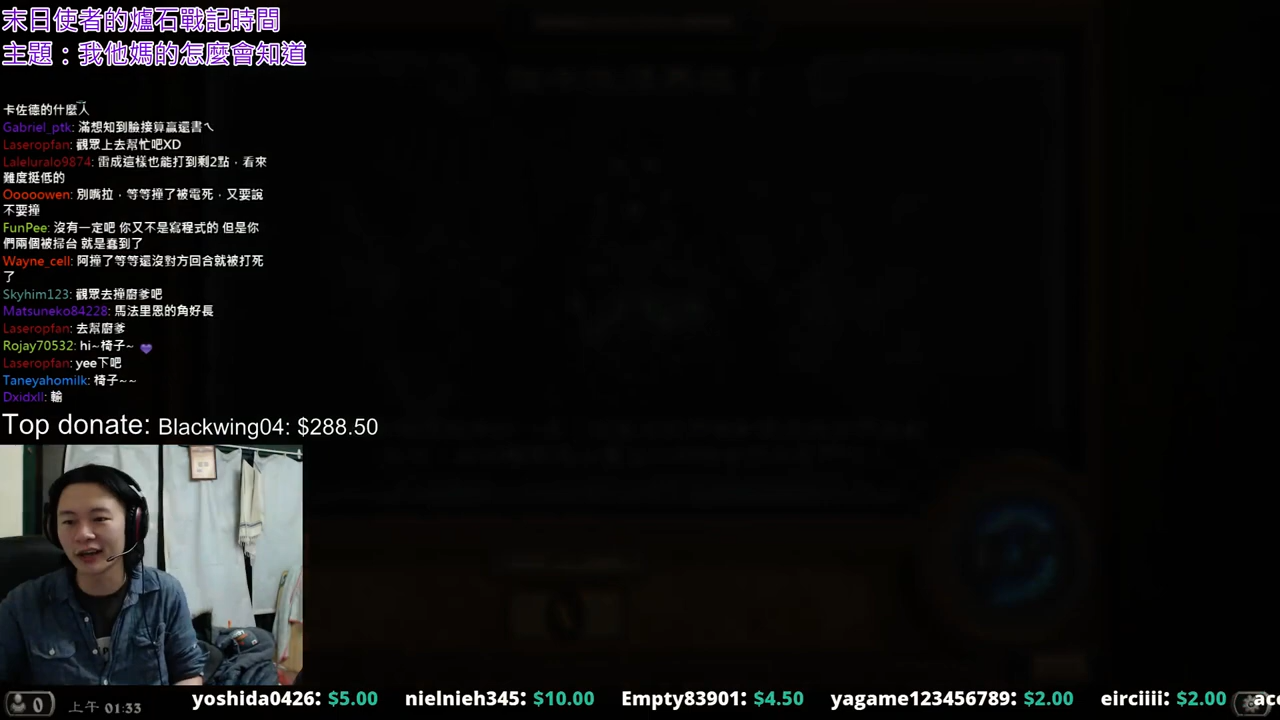 末日使者的爐石戰記時間
主題：我他媽的怎麼會知道
卡佐德的什麼人
Gabriel_ptk: 滿想知到臉接算贏還書ㄟ
Laseropfan: 觀眾上去幫忙吧XD
Laleluralo9874: 雷成這樣也能打到剩2點，看來
難度挺低的
Ooooowen: 別嘴拉，等等撞了被電死，又要說
不要撞
FunPee: 沒有一定吧 你又不是寫程式的 但是你
們兩個被掃台 就是蠢到了
Wayne_cell: 阿撞了等等還沒對方回合就被打死
了
Skyhim123: 觀眾去撞廚爹吧
Matsuneko84228: 馬法里恩的角好長
Laseropfan: 去幫廚爹
Rojay70532: hi~椅子~
Laseropfan: yee下吧
Taneyahomilk: 椅子~~
Dxidxll: 輸
Top donate: Blackwing04: $288.50
yoshida0426: $5.00 nielnieh345: $10.00 Empty83901: $4.50 yagame123456789: $2.00 eirciiii: $2.00
0 上午 01:33